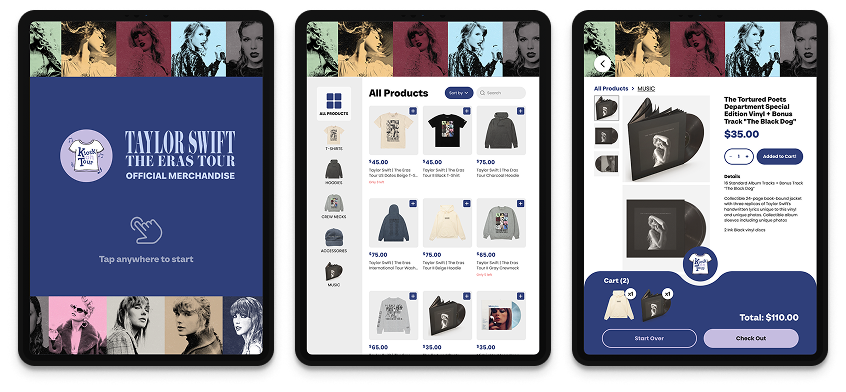 Kiosk
Tour
TAYLOR SWIFT
THE ERAS TOUR
OFFICIAL MERCHANDISE
Tap anywhere to start
ALL PRODUCTS
T-SHIRTS
HOODIES
CREW NECKS
ACCESSORIES
MUSIC
All Products
Sort by
Search
$45.00
Taylor Swift | The Eras
Tour US Dates Beige T-S...
Only 5 left
$45.00
Taylor Swift | The Eras
Tour II Black T-Shirt
$75.00
Taylor Swift | The Eras
Tour Charcoal Hoodie
$75.00
Taylor Swift | The Eras
International Tour Wash...
$75.00
Taylor Swift | The Eras
Tour II Beige Hoodie
$65.00
Taylor Swift | The Eras
Tour II Gray Crewneck
$65.00
$35.00
$35.00
All Products > MUSIC
The Tortured Poets
Department Special
Edition Vinyl + Bonus
Track "The Black Dog"
$35.00
- 1 +
Added to Cart!
Details
16 Standard Album Tracks + Bonus Track
"The Black Dog"
Collectible 24-page book-bound jacket
with three replicas of Taylor Swift's
handwritten lyrics unique to this vinyl
and unique photos. Collectible album
sleeves including unique photos
2 Ink Black vinyl discs
Kiosk
Tour
Cart (2)
x1
x1
Total: $110.00
Start Over
Check Out